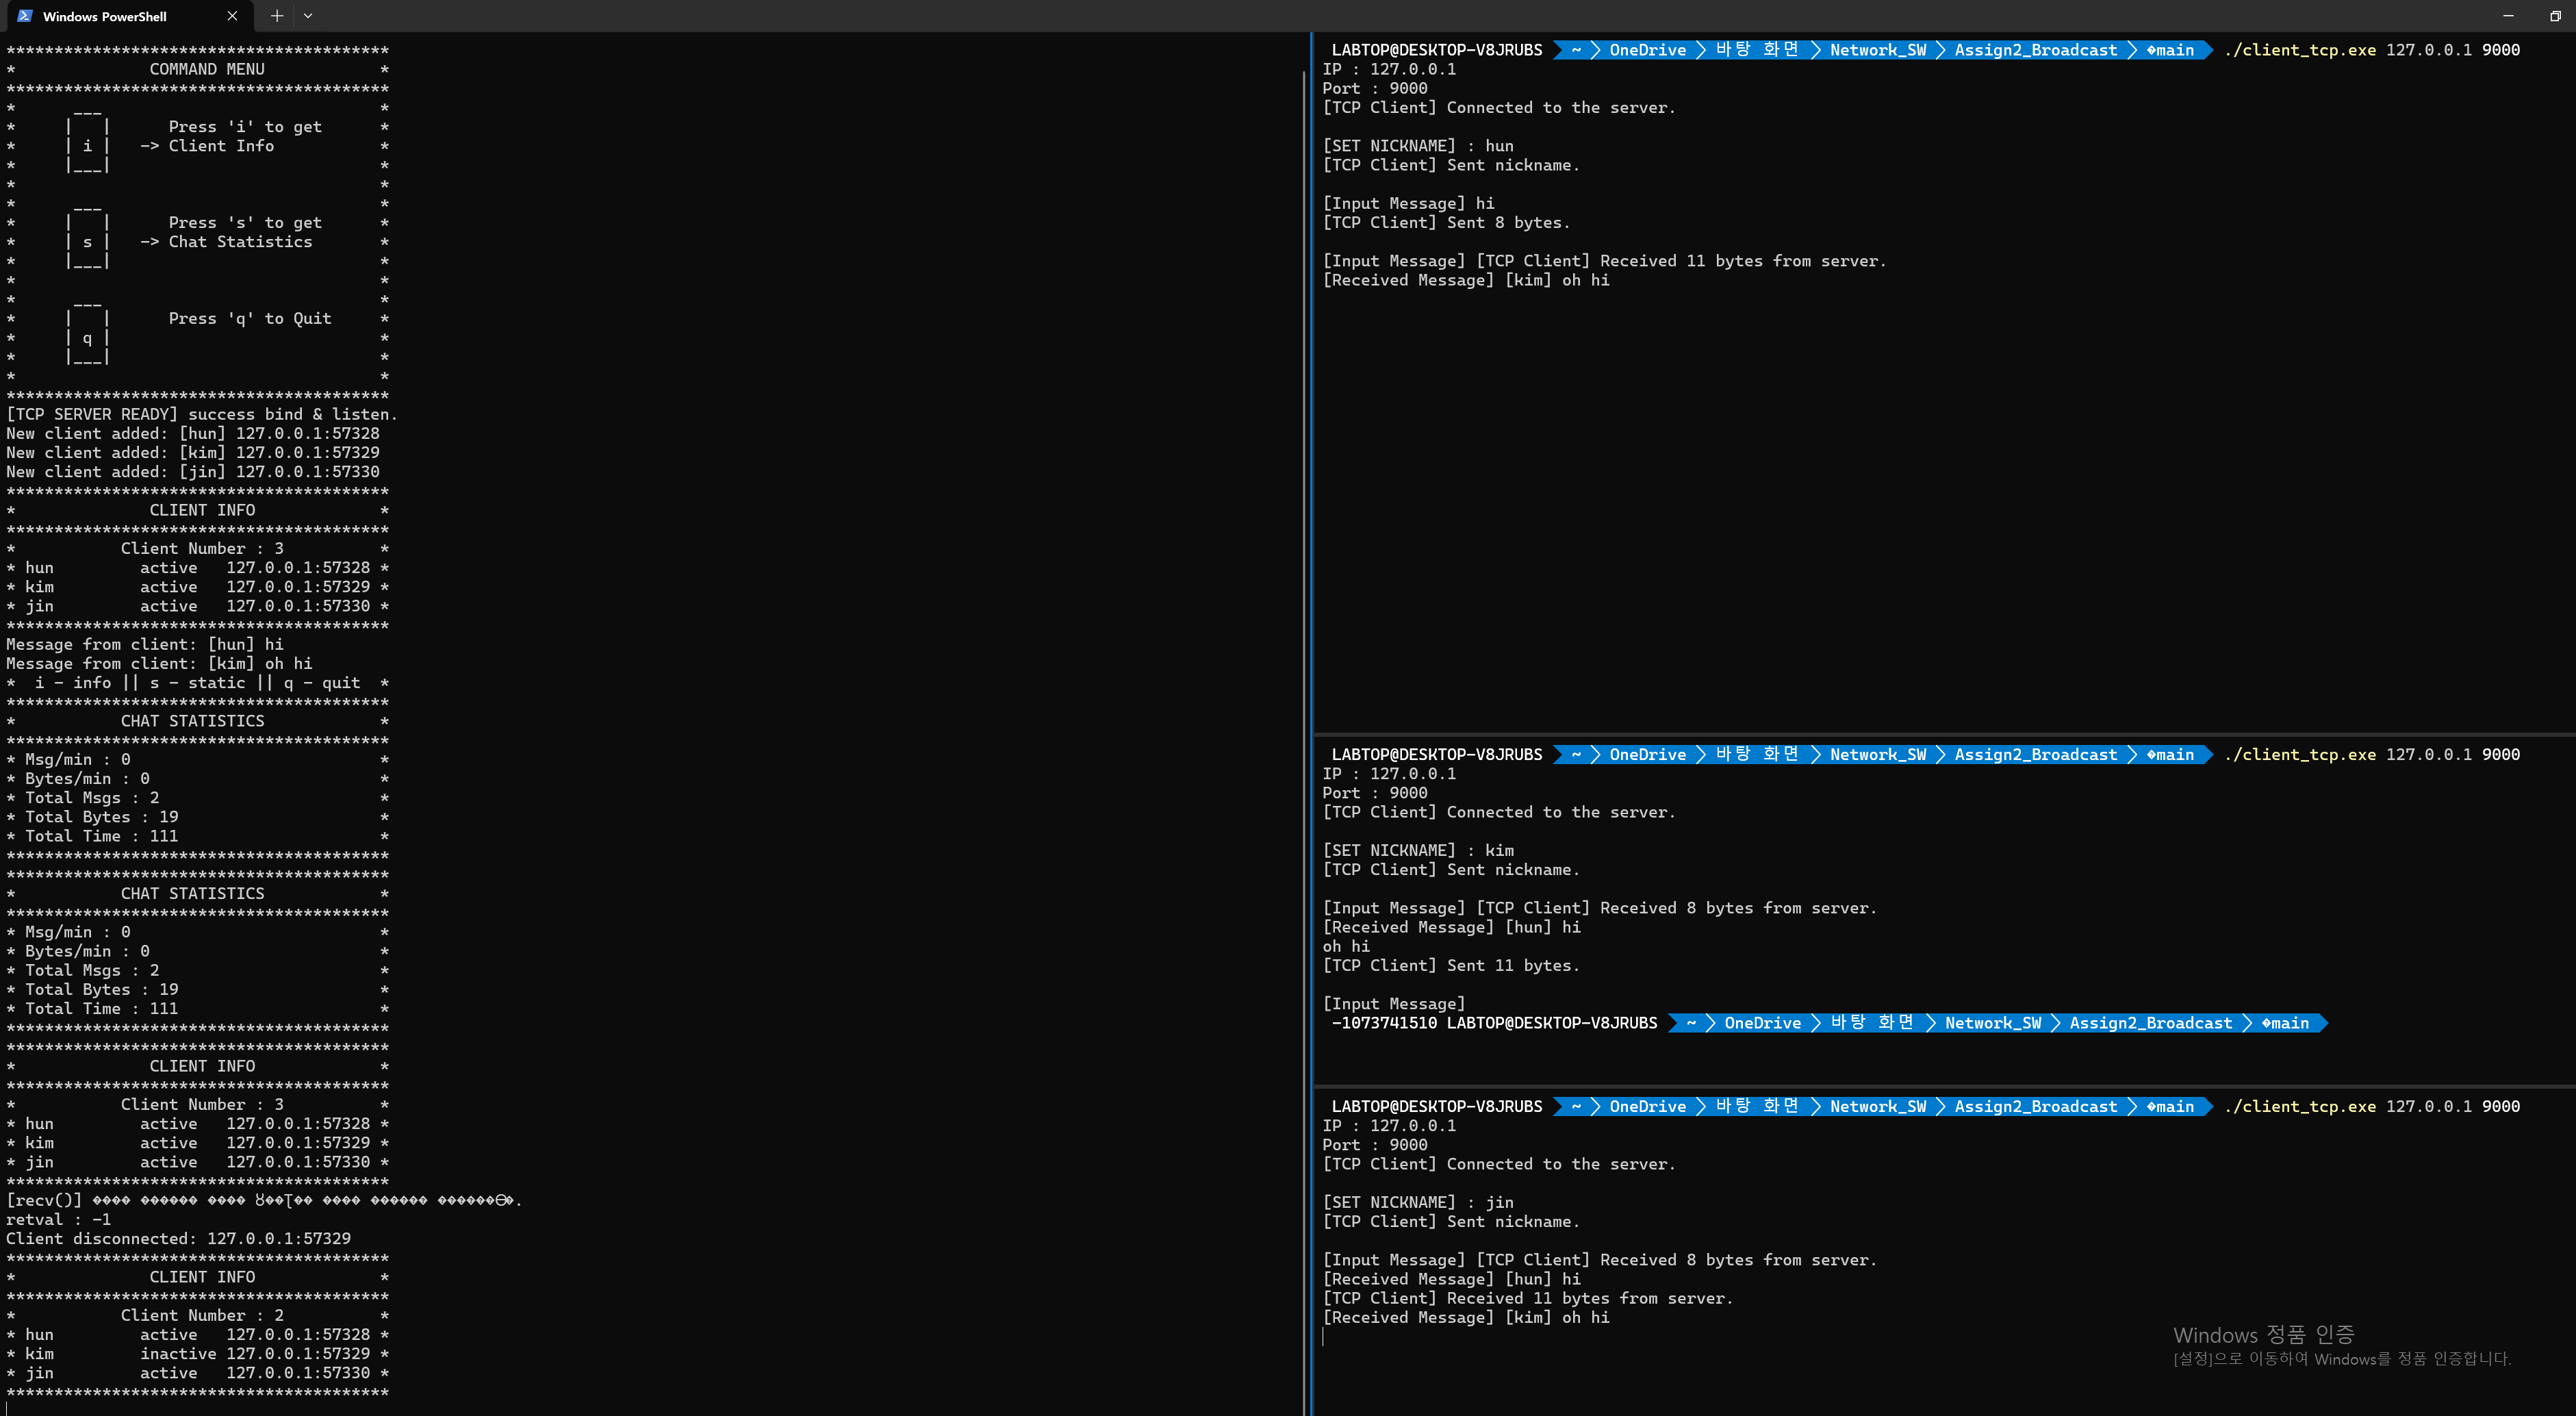 Windows PowerShell
****************************************
*              COMMAND MENU            *
****************************************
*      ___                             *
*     |   |      Press 'i' to get      *
*     | i |   -> Client Info           *
*     |___|                            *
*                                      *
*      ___                             *
*     |   |      Press 's' to get      *
*     | s |   -> Chat Statistics       *
*     |___|                            *
*                                      *
*      ___                             *
*     |   |      Press 'q' to Quit     *
*     | q |                            *
*     |___|                            *
*                                      *
****************************************
[TCP SERVER READY] success bind & listen.
New client added: [hun] 127.0.0.1:57328
New client added: [kim] 127.0.0.1:57329
New client added: [jin] 127.0.0.1:57330
****************************************
*              CLIENT INFO             *
****************************************
*           Client Number : 3          *
* hun         active   127.0.0.1:57328 *
* kim         active   127.0.0.1:57329 *
* jin         active   127.0.0.1:57330 *
****************************************
Message from client: [hun] hi
Message from client: [kim] oh hi
*  i - info || s - static || q - quit  *
****************************************
*           CHAT STATISTICS            *
****************************************
* Msg/min : 0                          *
* Bytes/min : 0                        *
* Total Msgs : 2                       *
* Total Bytes : 19                     *
* Total Time : 111                     *
****************************************
****************************************
*           CHAT STATISTICS            *
****************************************
* Msg/min : 0                          *
* Bytes/min : 0                        *
* Total Msgs : 2                       *
* Total Bytes : 19                     *
* Total Time : 111                     *
****************************************
****************************************
*              CLIENT INFO             *
****************************************
*           Client Number : 3          *
* hun         active   127.0.0.1:57328 *
* kim         active   127.0.0.1:57329 *
* jin         active   127.0.0.1:57330 *
****************************************
[recv()]
retval : -1
Client disconnected: 127.0.0.1:57329
****************************************
*              CLIENT INFO             *
****************************************
*           Client Number : 2          *
* hun         active   127.0.0.1:57328 *
* kim         inactive 127.0.0.1:57329 *
* jin         active   127.0.0.1:57330 *
****************************************
LABTOP@DESKTOP-V8JRUBS ~ OneDrive 바탕 화면 Network_SW Assign2_Broadcast �main ./client_tcp.exe 127.0.0.1 9000
IP : 127.0.0.1
Port : 9000
[TCP Client] Connected to the server.
[SET NICKNAME] : hun
[TCP Client] Sent nickname.
[Input Message] hi
[TCP Client] Sent 8 bytes.
[Input Message] [TCP Client] Received 11 bytes from server.
[Received Message] [kim] oh hi
LABTOP@DESKTOP-V8JRUBS ~ OneDrive 바탕 화면 Network_SW Assign2_Broadcast �main ./client_tcp.exe 127.0.0.1 9000
IP : 127.0.0.1
Port : 9000
[TCP Client] Connected to the server.
[SET NICKNAME] : kim
[TCP Client] Sent nickname.
[Input Message] [TCP Client] Received 8 bytes from server.
[Received Message] [hun] hi
oh hi
[TCP Client] Sent 11 bytes.
[Input Message]
-1073741510 LABTOP@DESKTOP-V8JRUBS ~ OneDrive 바탕 화면 Network_SW Assign2_Broadcast �main
LABTOP@DESKTOP-V8JRUBS ~ OneDrive 바탕 화면 Network_SW Assign2_Broadcast �main ./client_tcp.exe 127.0.0.1 9000
IP : 127.0.0.1
Port : 9000
[TCP Client] Connected to the server.
[SET NICKNAME] : jin
[TCP Client] Sent nickname.
[Input Message] [TCP Client] Received 8 bytes from server.
[Received Message] [hun] hi
[TCP Client] Received 11 bytes from server.
[Received Message] [kim] oh hi
Windows 정품 인증
[설정]으로 이동하여 Windows를 정품 인증합니다.